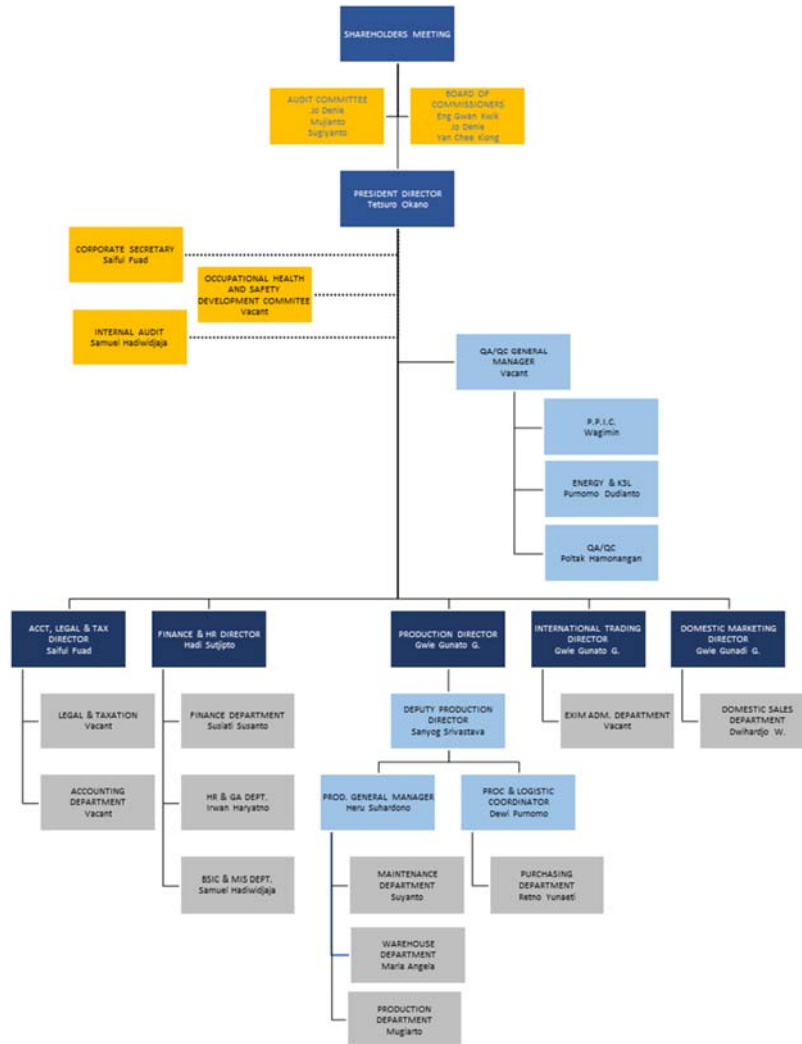 SHAREHOLDERS MEETING
AUDIT COMMITTEE
Jo Denie
Mujianto
Sugiyanto
BOARD OF
COMMISSIONERS
Eng Gwan Kwik
Jo Denie
Yan Chee Kiong
PRESIDENT DIRECTOR
Tetsuro Okano
CORPORATE SECRETARY
Saiful Fuad
OCCUPATIONAL HEALTH
AND SAFETY
DEVELOPMENT COMMITEE
Vacant
INTERNAL AUDIT
Samuel Hadiwidjaja
QA/QC GENERAL
MANAGER
Vacant
P.P.I.C.
Wagimin
ENERGY & K3L
Purnomo Dudianto
QA/QC
Poltak Hamonangan
ACCT, LEGAL & TAX
DIRECTOR
Saiful Fuad
FINANCE & HR DIRECTOR
Hadi Sutjipto
PRODUCTION DIRECTOR
Gwie Gunato G.
INTERNATIONAL TRADING
DIRECTOR
Gwie Gunato G.
DOMESTIC MARKETING
DIRECTOR
Gwie Gunadi G.
LEGAL & TAXATION
Vacant
FINANCE DEPARTMENT
Susiati Susanto
DEPUTY PRODUCTION
DIRECTOR
Sanyog Srivastava
EXIM ADM. DEPARTMENT
Vacant
DOMESTIC SALES
DEPARTMENT
Dwihardjo W.
ACCOUNTING
DEPARTMENT
Vacant
HR & GA DEPT.
Irwan Haryatno
PROD. GENERAL MANAGER
Heru Suhardono
PROC & LOGISTIC
COORDINATOR
Dewi Purnomo
BSIC & MIS DEPT.
Samuel Hadiwidjaja
MAINTENANCE
DEPARTMENT
Suyanto
PURCHASING
DEPARTMENT
Retno Yunaeti
WAREHOUSE
DEPARTMENT
Maria Angela
PRODUCTION
DEPARTMENT
Mugiarto